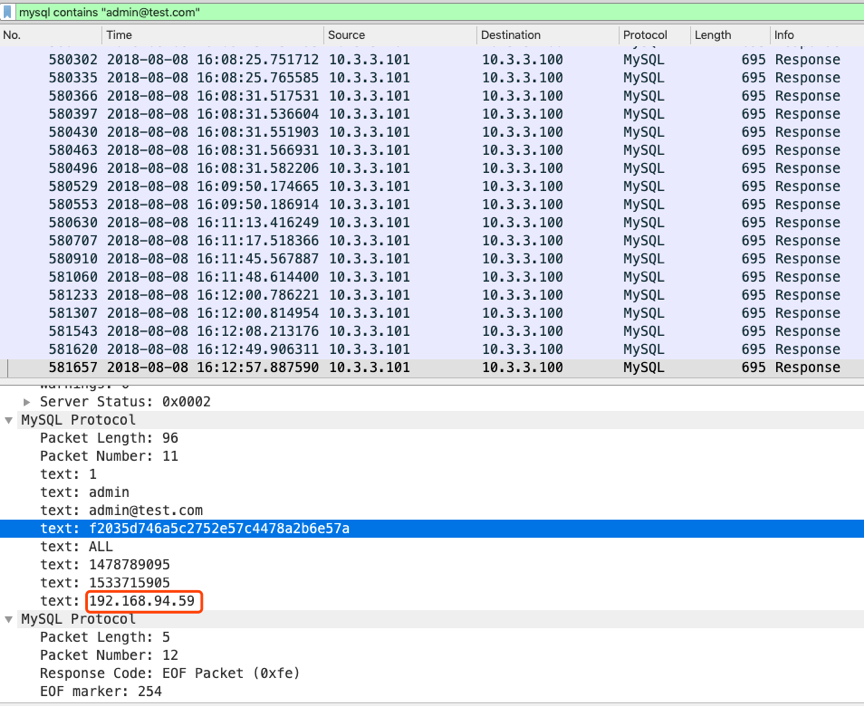 mysql contains "admin@test.com"
No. Time Source Destination Protocol Length Info
580302 2018-08-08 16:08:25.751712 10.3.3.101 10.3.3.100 MySQL 695 Response
580335 2018-08-08 16:08:25.765585 10.3.3.101 10.3.3.100 MySQL 695 Response
580366 2018-08-08 16:08:31.517531 10.3.3.101 10.3.3.100 MySQL 695 Response
580397 2018-08-08 16:08:31.536604 10.3.3.101 10.3.3.100 MySQL 695 Response
580430 2018-08-08 16:08:31.551903 10.3.3.101 10.3.3.100 MySQL 695 Response
580463 2018-08-08 16:08:31.566931 10.3.3.101 10.3.3.100 MySQL 695 Response
580496 2018-08-08 16:08:31.582206 10.3.3.101 10.3.3.100 MySQL 695 Response
580529 2018-08-08 16:09:50.174665 10.3.3.101 10.3.3.100 MySQL 695 Response
580553 2018-08-08 16:09:50.186914 10.3.3.101 10.3.3.100 MySQL 695 Response
580630 2018-08-08 16:11:13.416249 10.3.3.101 10.3.3.100 MySQL 695 Response
580707 2018-08-08 16:11:17.518366 10.3.3.101 10.3.3.100 MySQL 695 Response
580910 2018-08-08 16:11:45.567887 10.3.3.101 10.3.3.100 MySQL 695 Response
581060 2018-08-08 16:11:48.614400 10.3.3.101 10.3.3.100 MySQL 695 Response
581233 2018-08-08 16:12:00.786221 10.3.3.101 10.3.3.100 MySQL 695 Response
581307 2018-08-08 16:12:00.814954 10.3.3.101 10.3.3.100 MySQL 695 Response
581543 2018-08-08 16:12:08.213176 10.3.3.101 10.3.3.100 MySQL 695 Response
581620 2018-08-08 16:12:49.906311 10.3.3.101 10.3.3.100 MySQL 695 Response
581657 2018-08-08 16:12:57.887590 10.3.3.101 10.3.3.100 MySQL 695 Response
Warnings: 0
Server Status: 0x0002
MySQL Protocol
Packet Length: 96
Packet Number: 11
text: 1
text: admin
text: admin@test.com
text: f2035d746a5c2752e57c4478a2b6e57a
text: ALL
text: 1478789095
text: 1533715905
text: 192.168.94.59
MySQL Protocol
Packet Length: 5
Packet Number: 12
Response Code: EOF Packet (0xfe)
EOF marker: 254